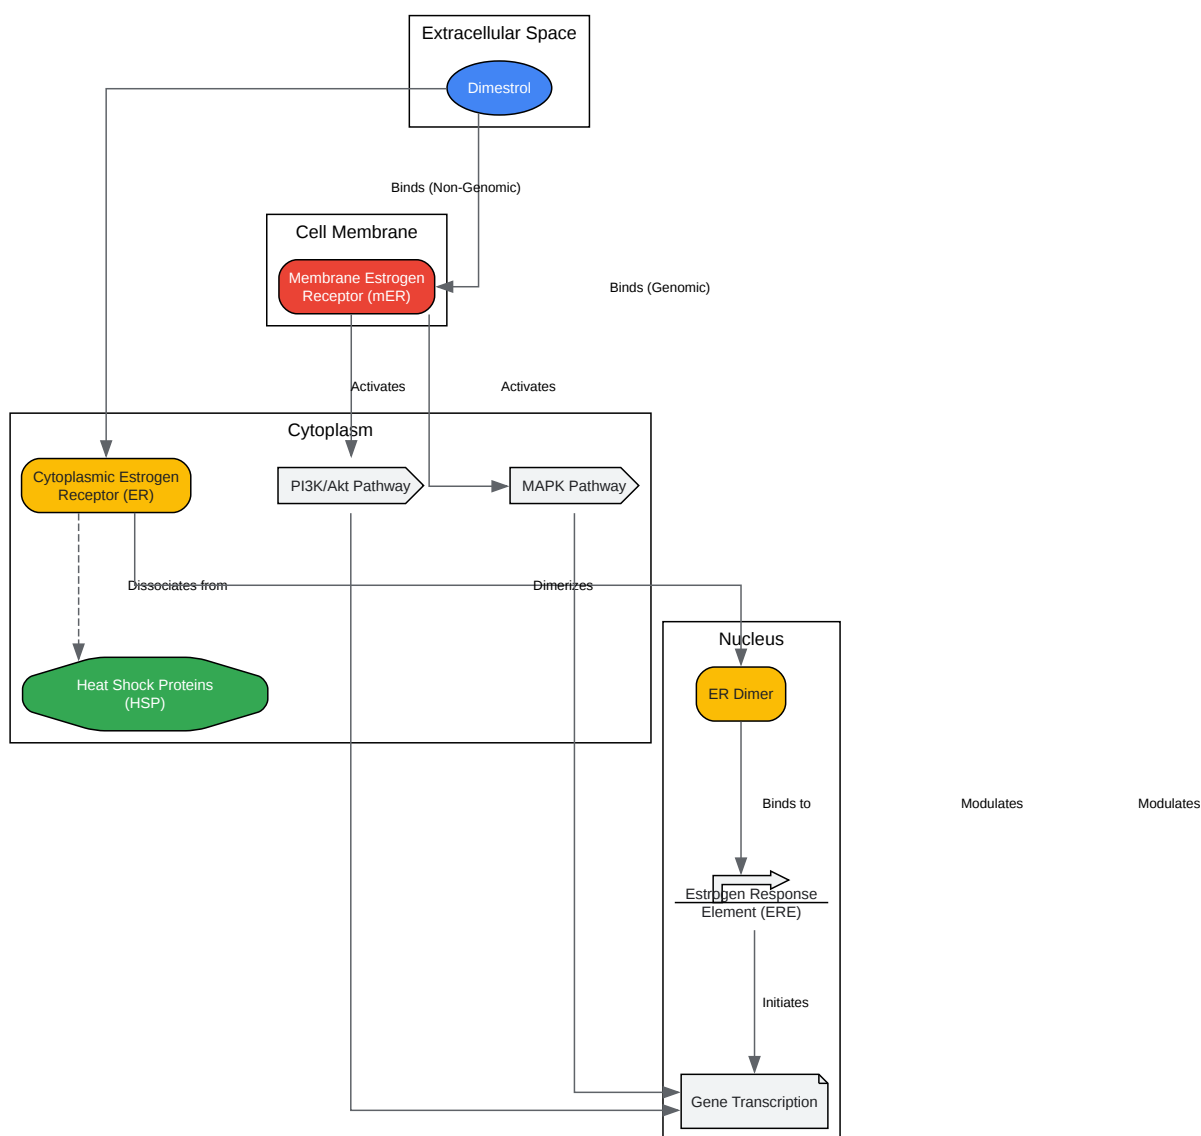 Extracellular Space
Dimestrol
Binds (Non-Genomic)
Cell Membrane
Membrane Estrogen
Receptor (mER)
Binds (Genomic)
Activates
Activates
Cytoplasm
Cytoplasmic Estrogen
Receptor (ER)
PI3K/Akt Pathway
MAPK Pathway
Dissociates from
Dimerizes
Nucleus
Heat Shock Proteins
(HSP)
ER Dimer
Binds to
Modulates
Modulates
Estrogen Response
Element (ERE)
Initiates
Gene Transcription